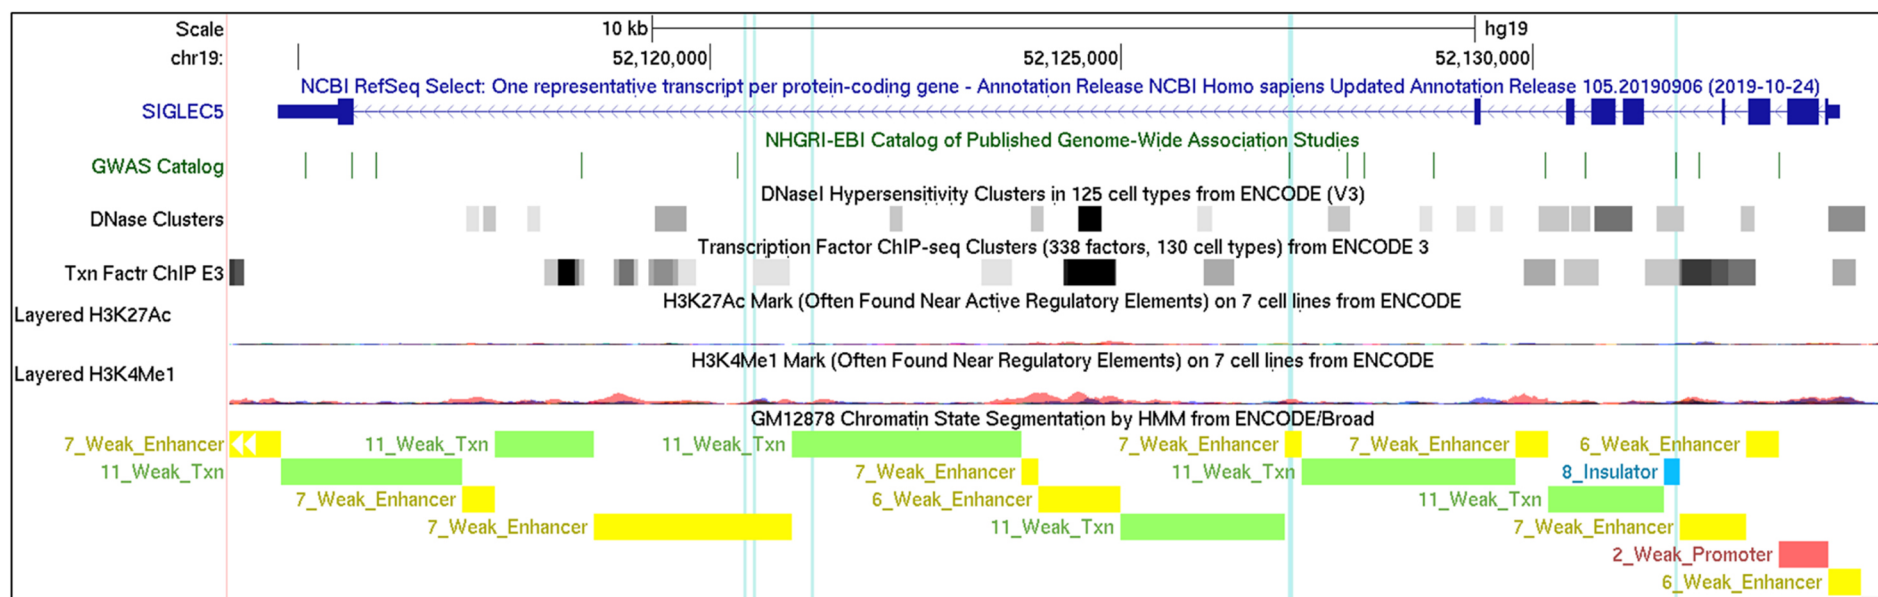 Scale 10 kb hg19
chr19: 52,120,000 52,125,000 52,130,000
NCBI RefSeq Select: One representative transcript per protein-coding gene - Annotation Release NCBI Homo sapiens Updated Annotation Release 105.20190906 (2019-10-24)
SIGLEC5
NHGRI-EBI Catalog of Published Genome-Wide Association Studies
GWAS Catalog
DNaseI Hypersensitivity Clusters in 125 cell types from ENCODE (V3)
DNase Clusters
Transcription Factor ChIP-seq Clusters (338 factors, 130 cell types) from ENCODE 3
Txn Factr ChIP E3
H3K27Ac Mark (Often Found Near Active Regulatory Elements) on 7 cell lines from ENCODE
Layered H3K27Ac
H3K4Me1 Mark (Often Found Near Regulatory Elements) on 7 cell lines from ENCODE
Layered H3K4Me1
GM12878 Chromatin State Segmentation by HMM from ENCODE/Broad
7_Weak_Enhancer 11_Weak_Txn 11_Weak_Txn 7_Weak_Enhancer 7_Weak_Enhancer 6_Weak_Enhancer
11_Weak_Txn 7_Weak_Enhancer 11_Weak_Txn 8_Insulator
7_Weak_Enhancer 6_Weak_Enhancer 11_Weak_Txn
7_Weak_Enhancer 11_Weak_Txn 7_Weak_Enhancer
2_Weak_Promoter
6_Weak_Enhancer